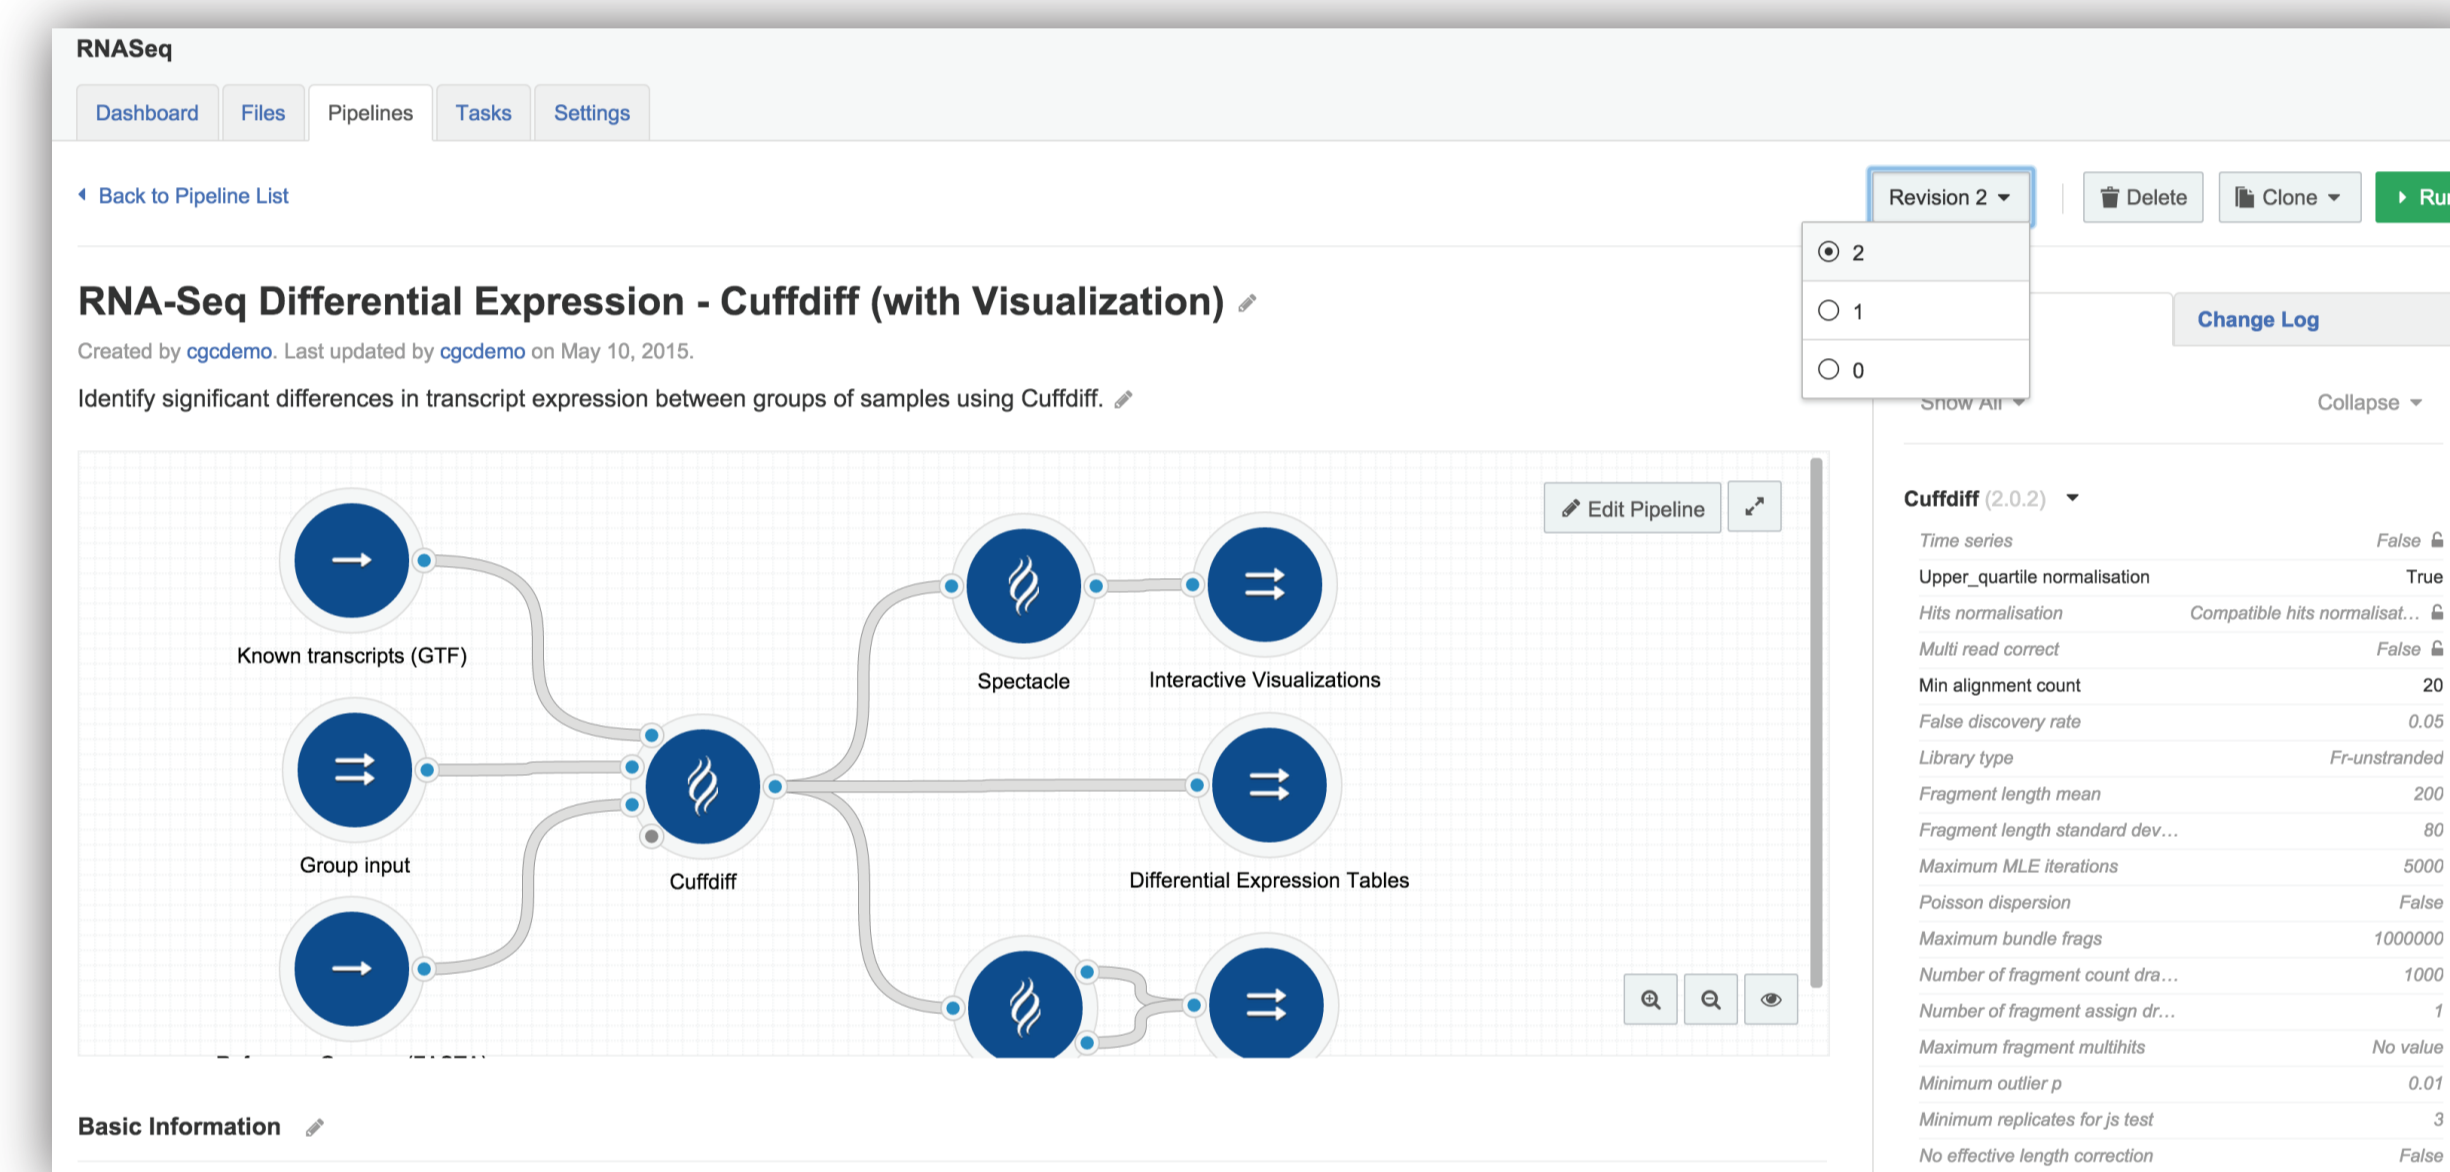 RNASeq
Dashboard
Files
Pipelines
Tasks
Settings
Back to Pipeline List
Revision 2
Delete
Clone
2
1
0
RNA-Seq Differential Expression - Cuffdiff (with Visualization)
Created by cgcdemo. Last updated by cgcdemo on May 10, 2015.
Identify significant differences in transcript expression between groups of samples using Cuffdiff.
Change Log
Show All
Collapse
Edit Pipeline
Known transcripts (GTF)
Group input
Cuffdiff
Spectacle
Interactive Visualizations
Differential Expression Tables
Cuffdiff (2.0.2)
Time series False
Upper_quartile normalisation True
Hits normalisation Compatible hits normalisat...
Multi read correct False
Min alignment count 20
False discovery rate 0.05
Library type Fr-unstranded
Fragment length mean 200
Fragment length standard dev... 80
Maximum MLE iterations 5000
Poisson dispersion False
Maximum bundle frags 1000000
Number of fragment count dra... 1000
Number of fragment assign dr... 1
Maximum fragment multihits No value
Minimum outlier p 0.01
Minimum replicates for js test 3
No effective length correction False
Basic Information